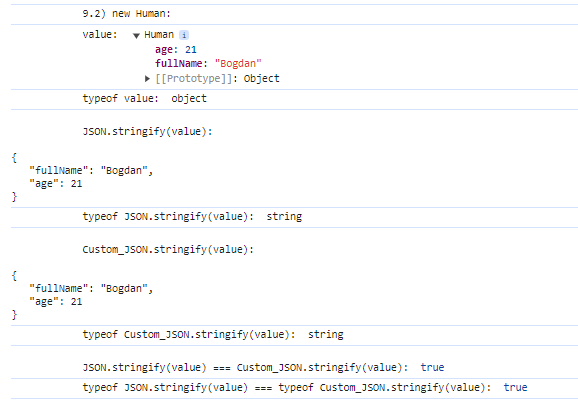 9.2) new Human:
value: ▼ Human i
age: 21
fullName: "Bogdan"
▶ [[Prototype]]: Object
typeof value: object
JSON.stringify(value):
{
"fullName": "Bogdan",
"age": 21
}
typeof JSON.stringify(value): string
Custom_JSON.stringify(value):
{
"fullName": "Bogdan",
"age": 21
}
typeof Custom_JSON.stringify(value): string
JSON.stringify(value) === Custom_JSON.stringify(value): true
typeof JSON.stringify(value) === typeof Custom_JSON.stringify(value): true